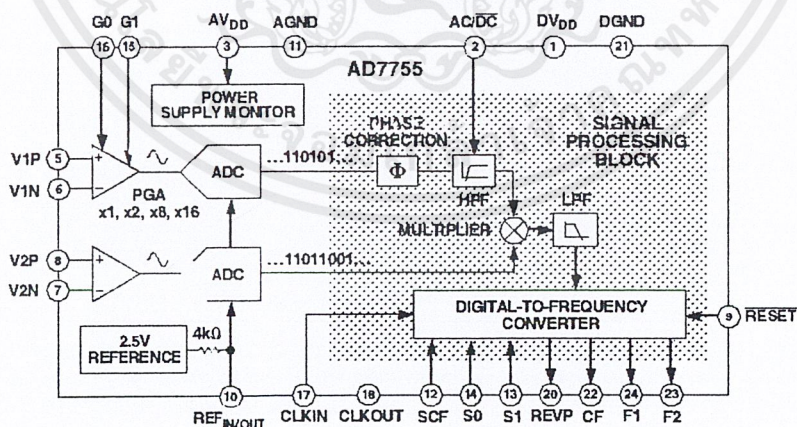 G0 G1 AVDD AGND AC/DC DVDD DGND
16 15 3 11 2 1 21
AD7755
POWER
SUPPLY MONITOR
PHASE
CORRECTION
SIGNAL
PROCESSING
BLOCK
V1P 5 +
V1N 6 −
PGA
x1, x2, x8, x16
ADC
...110101...
Φ
HPF
MULTIPLIER
LPF
V2P 8 +
V2N 7 −
ADC
...11011001...
DIGITAL-TO-FREQUENCY
CONVERTER
9 RESET
2.5V
REFERENCE
4kΩ
10 17 18 12 14 13 20 22 24 23
REFIN/OUT CLKIN CLKOUT SCF S0 S1 REVP CF F1 F2